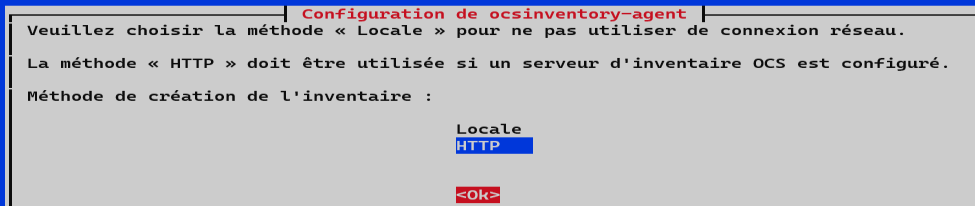 Configuration de ocsinventory-agent
Veuillez choisir la méthode « Locale » pour ne pas utiliser de connexion réseau.
La méthode « HTTP » doit être utilisée si un serveur d'inventaire OCS est configuré.
Méthode de création de l'inventaire :
Locale
HTTP
<Ok>